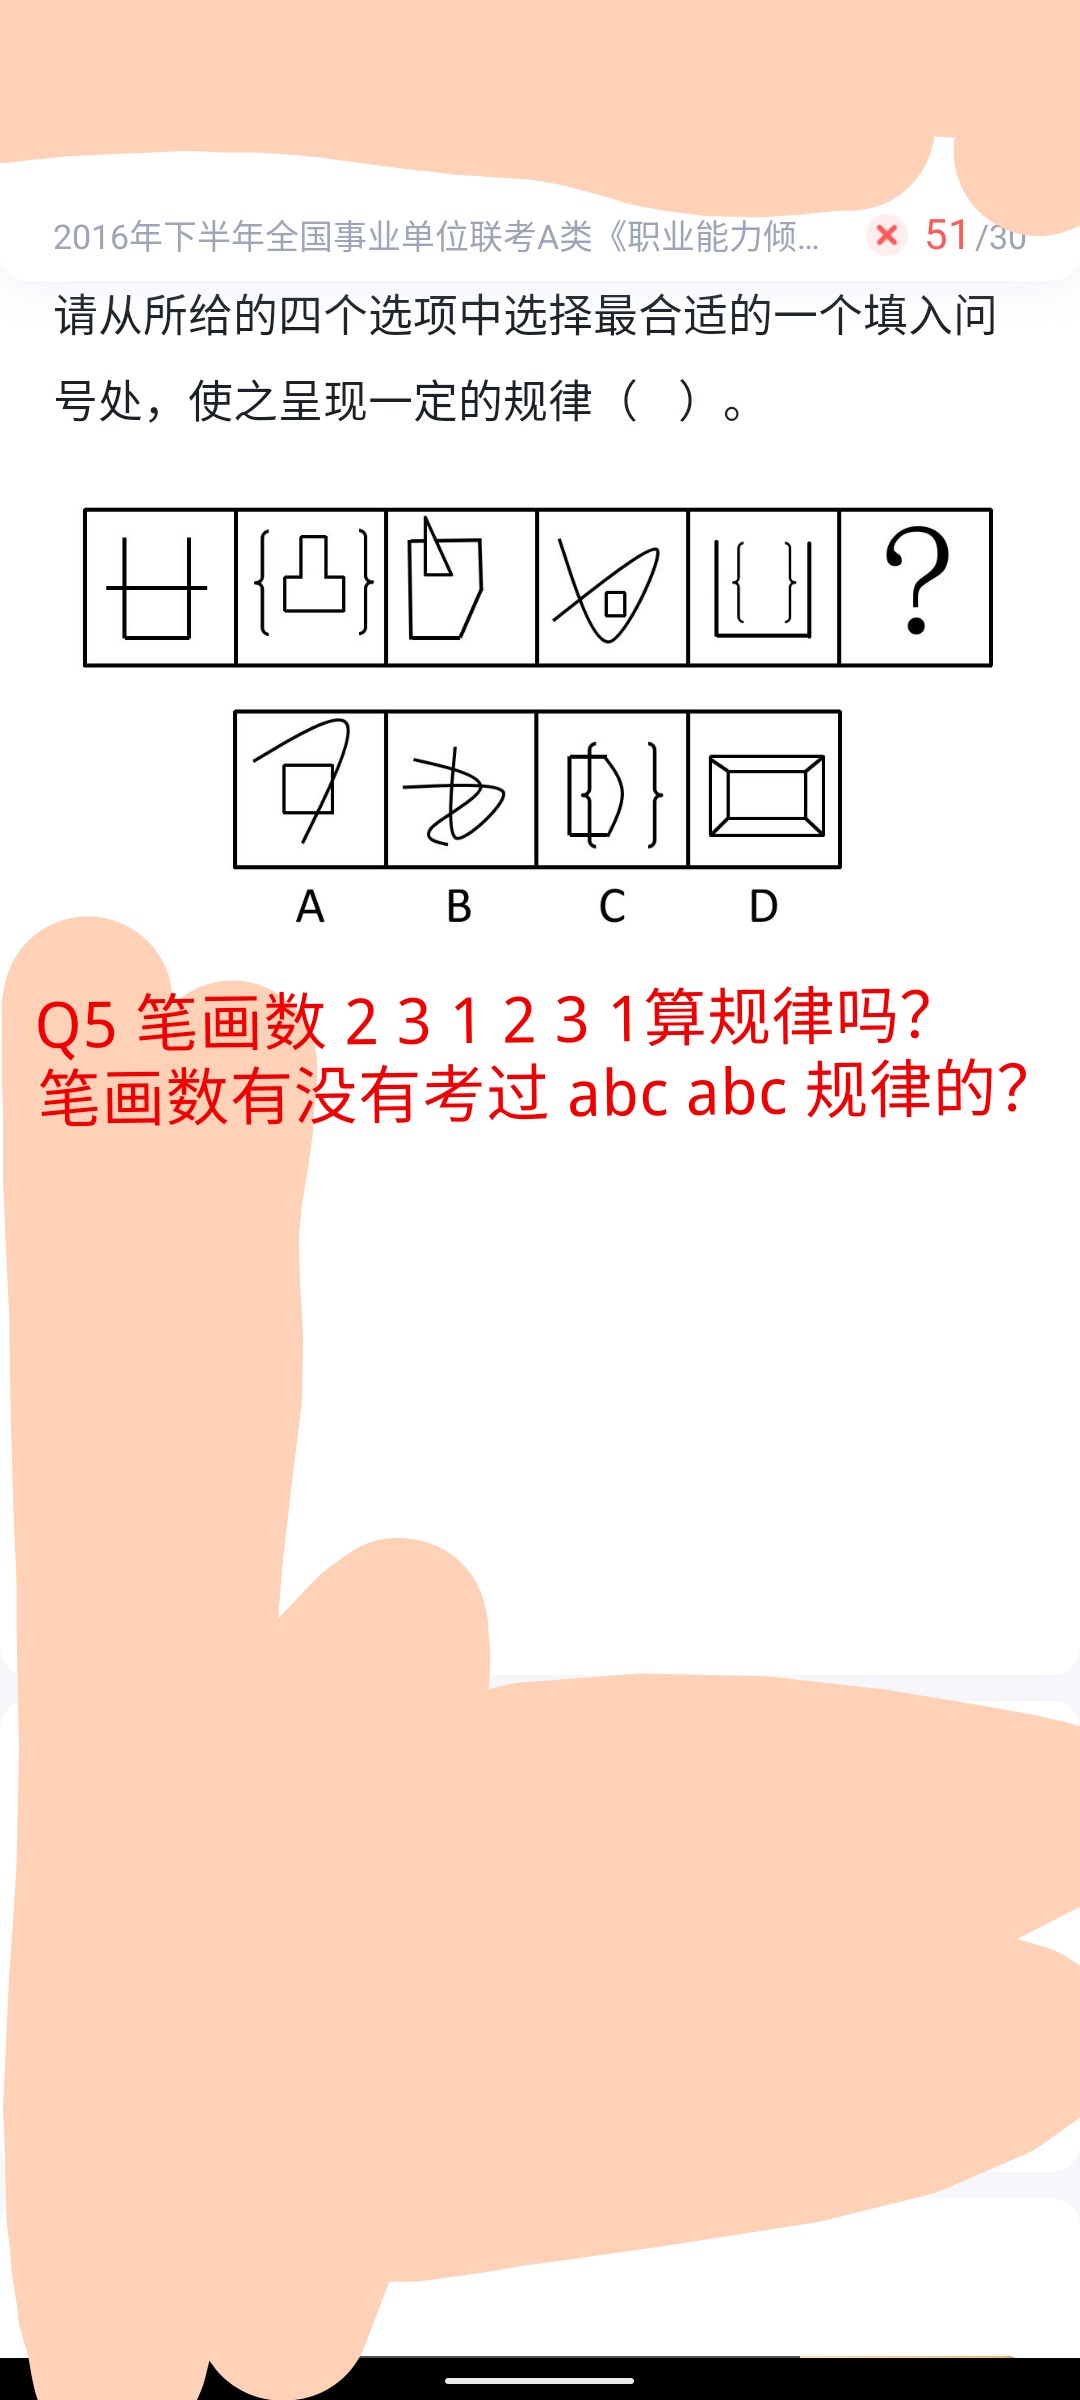 2016年下半年全国事业单位联考A类《职业能力倾... 51/30
请从所给的四个选项中选择最合适的一个填入问
号处，使之呈现一定的规律（ ）。
?
A B C D
Q5 笔画数 2 3 1 2 3 1算规律吗?
笔画数有没有考过 abc abc 规律的?